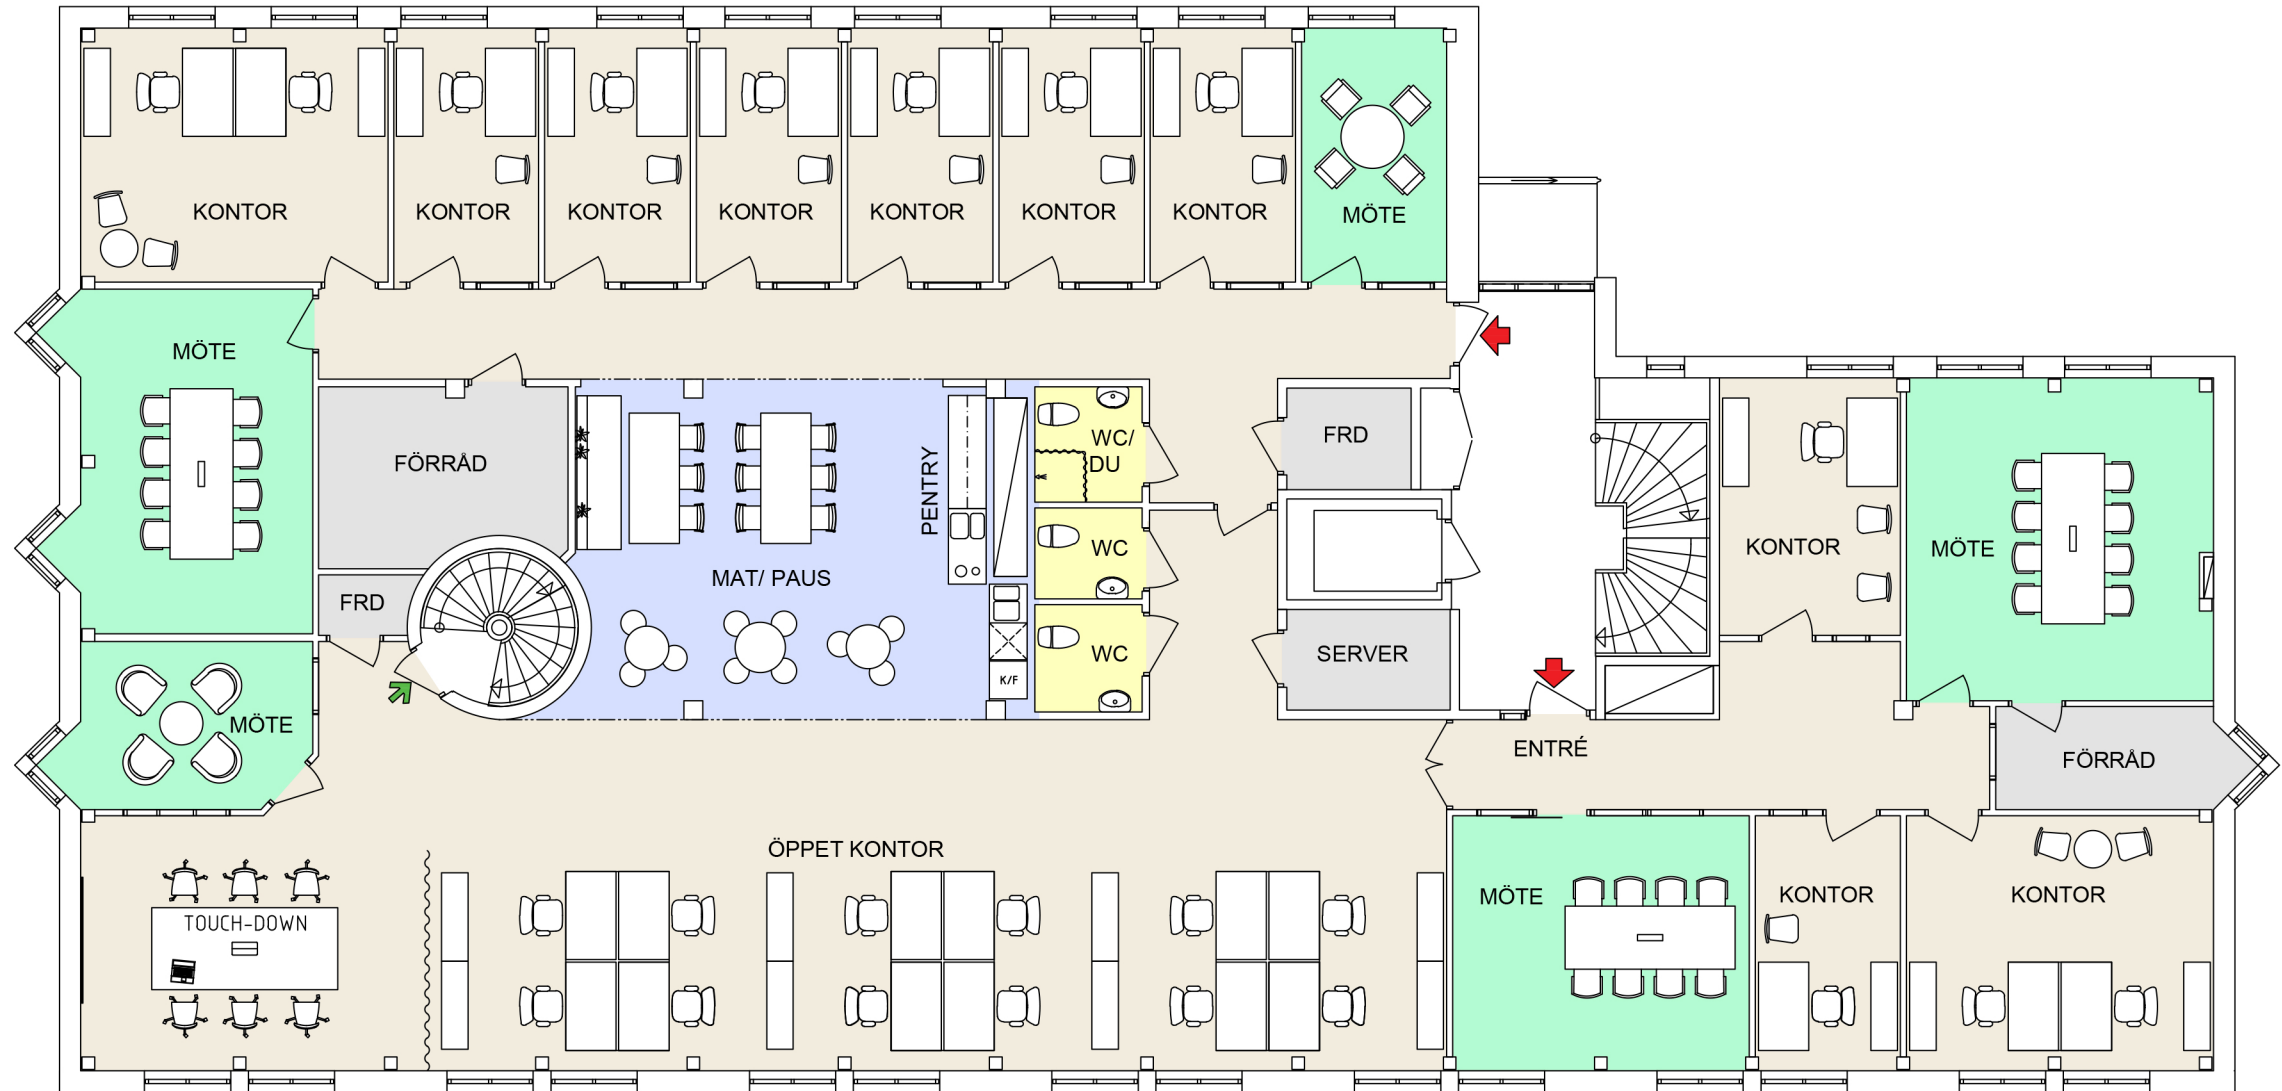 KONTOR
KONTOR
KONTOR
KONTOR
KONTOR
KONTOR
KONTOR
MÖTE
MÖTE
FÖRRÅD
PENTRY
WC/
DU
FRD
WC
KONTOR
MÖTE
MAT/ PAUS
FRD
WC
SERVER
K/F
MÖTE
ENTRÉ
FÖRRÅD
ÖPPET KONTOR
TOUCH-DOWN
MÖTE
KONTOR
KONTOR